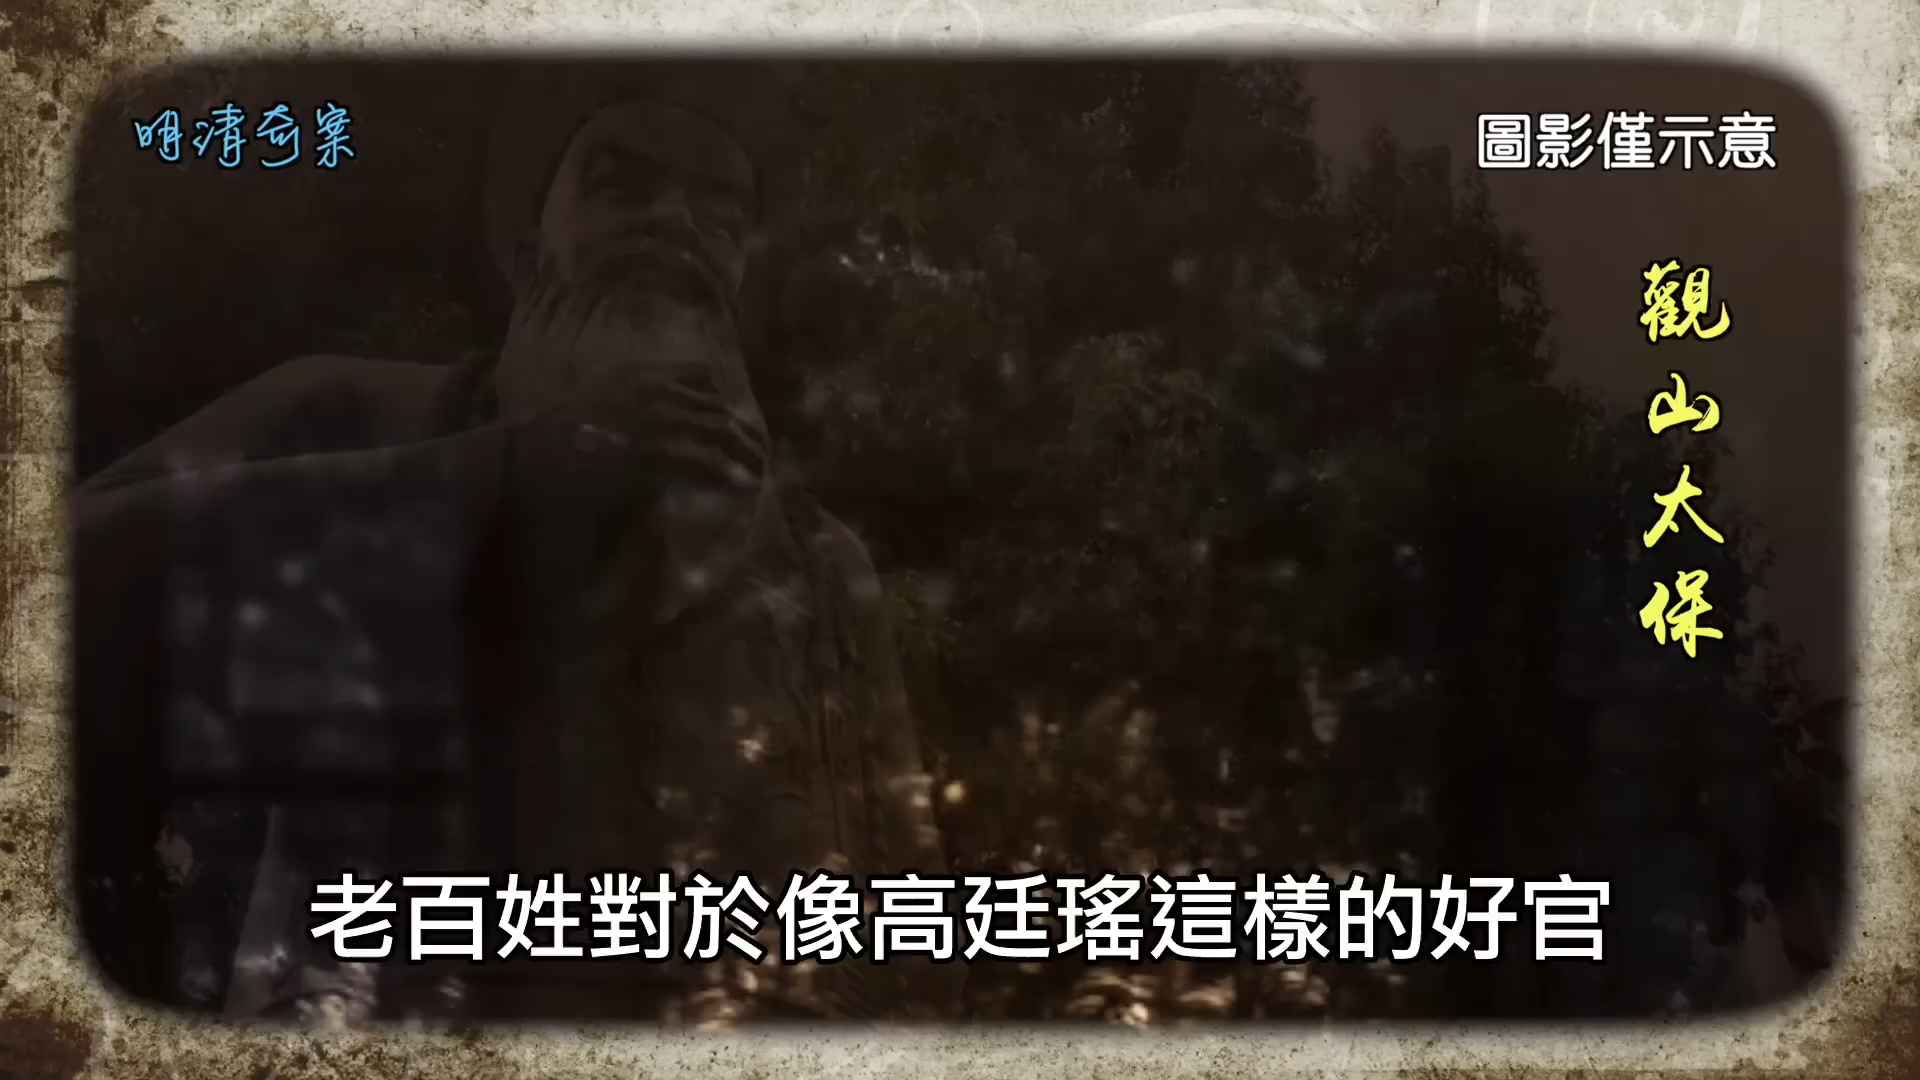 明清奇案
圖影僅示意
觀山太保
老百姓對於像高廷瑤這樣的好官